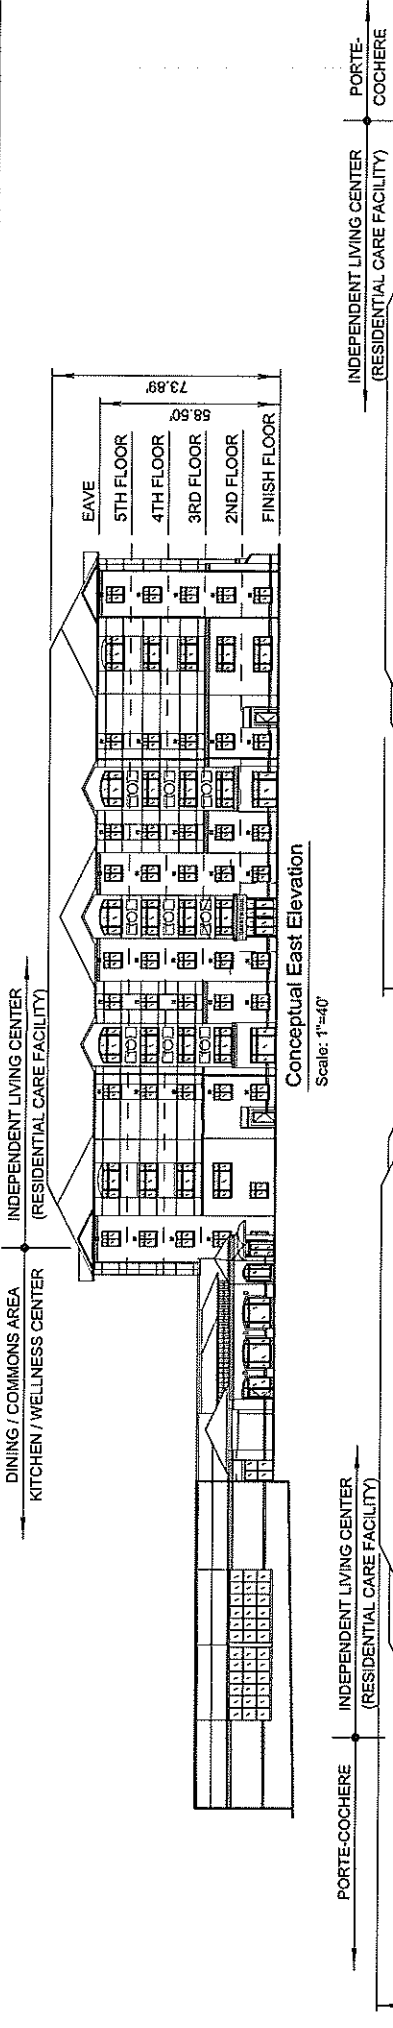 DINING / COMMONS AREA
KITCHEN / WELLNESS CENTER
INDEPENDENT LIVING CENTER
(RESIDENTIAL CARE FACILITY)
EAVE
5TH FLOOR
4TH FLOOR
3RD FLOOR
2ND FLOOR
FINISH FLOOR
58.50'
73.89'
Conceptual East Elevation
Scale: 1"=40'
PORTE-COCHERE
INDEPENDENT LIVING CENTER
(RESIDENTIAL CARE FACILITY)
INDEPENDENT LIVING CENTER
(RESIDENTIAL CARE FACILITY)
PORTE-
COCHERE